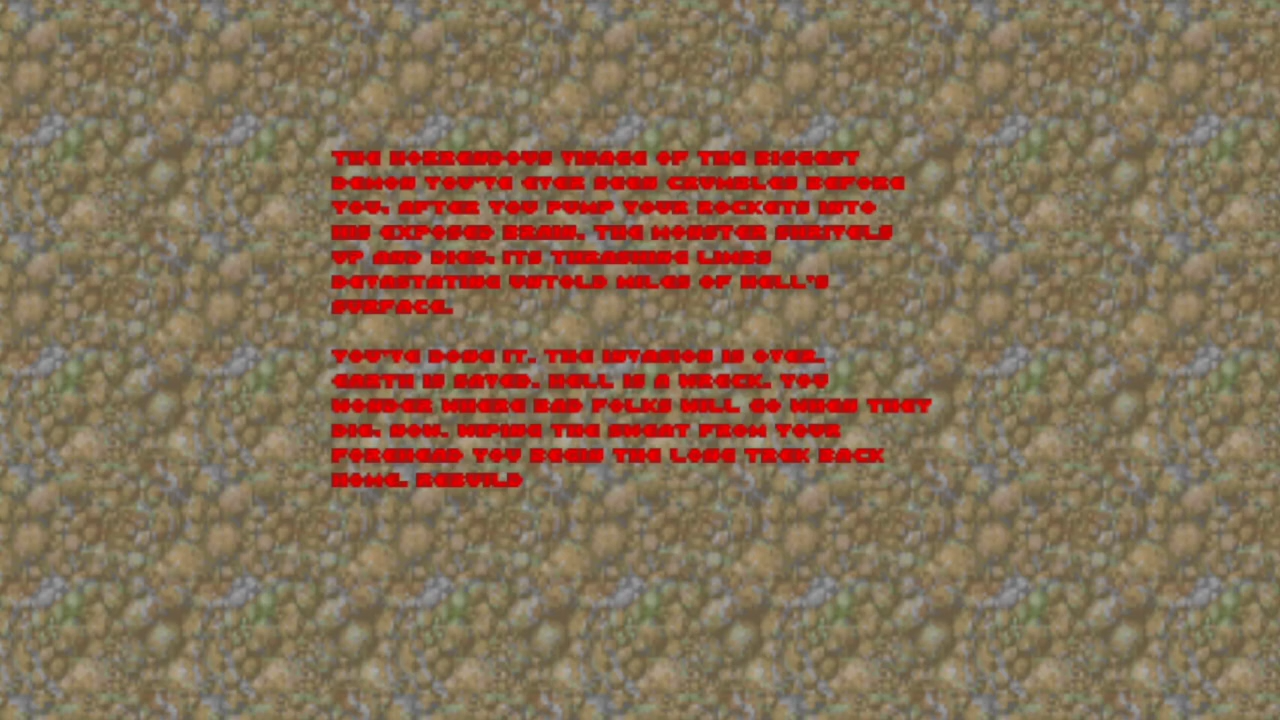 THE HORRENDOUS VISAGE OF THE BIGGEST
DEMON YOU'VE EVER SEEN CRUMBLES BEFORE
YOU, AFTER YOU PUMP YOUR ROCKETS INTO
HIS EXPOSED BRAIN. THE MONSTER SHRIVELS
UP AND DIES, ITS THRASHING LIMBS
DEVASTATING UNTOLD MILES OF HELL'S
SURFACE.
YOU'VE DONE IT. THE INVASION IS OVER.
EARTH IS SAVED. HELL IS A WRECK. YOU
WONDER WHERE BAD FOLKS WILL GO WHEN THEY
DIE, NOW. WIPING THE SWEAT FROM YOUR
FOREHEAD YOU BEGIN THE LONG TREK BACK
HOME. REBUILD